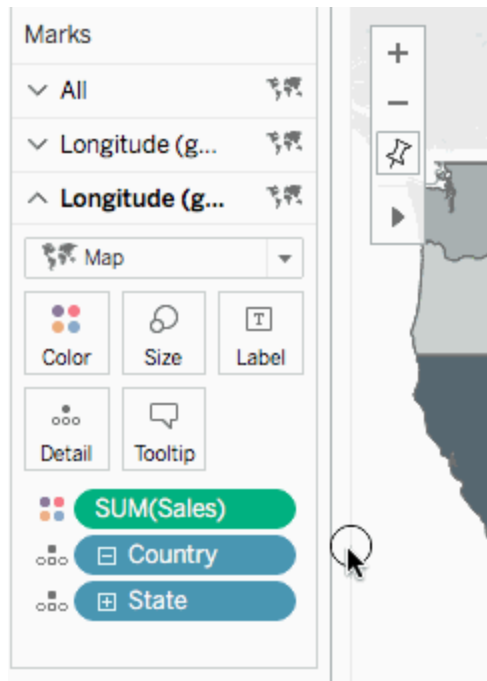 Marks
All
Longitude (g...
Longitude (g...
Map
Color Size Label
Detail Tooltip
SUM(Sales)
Country
State